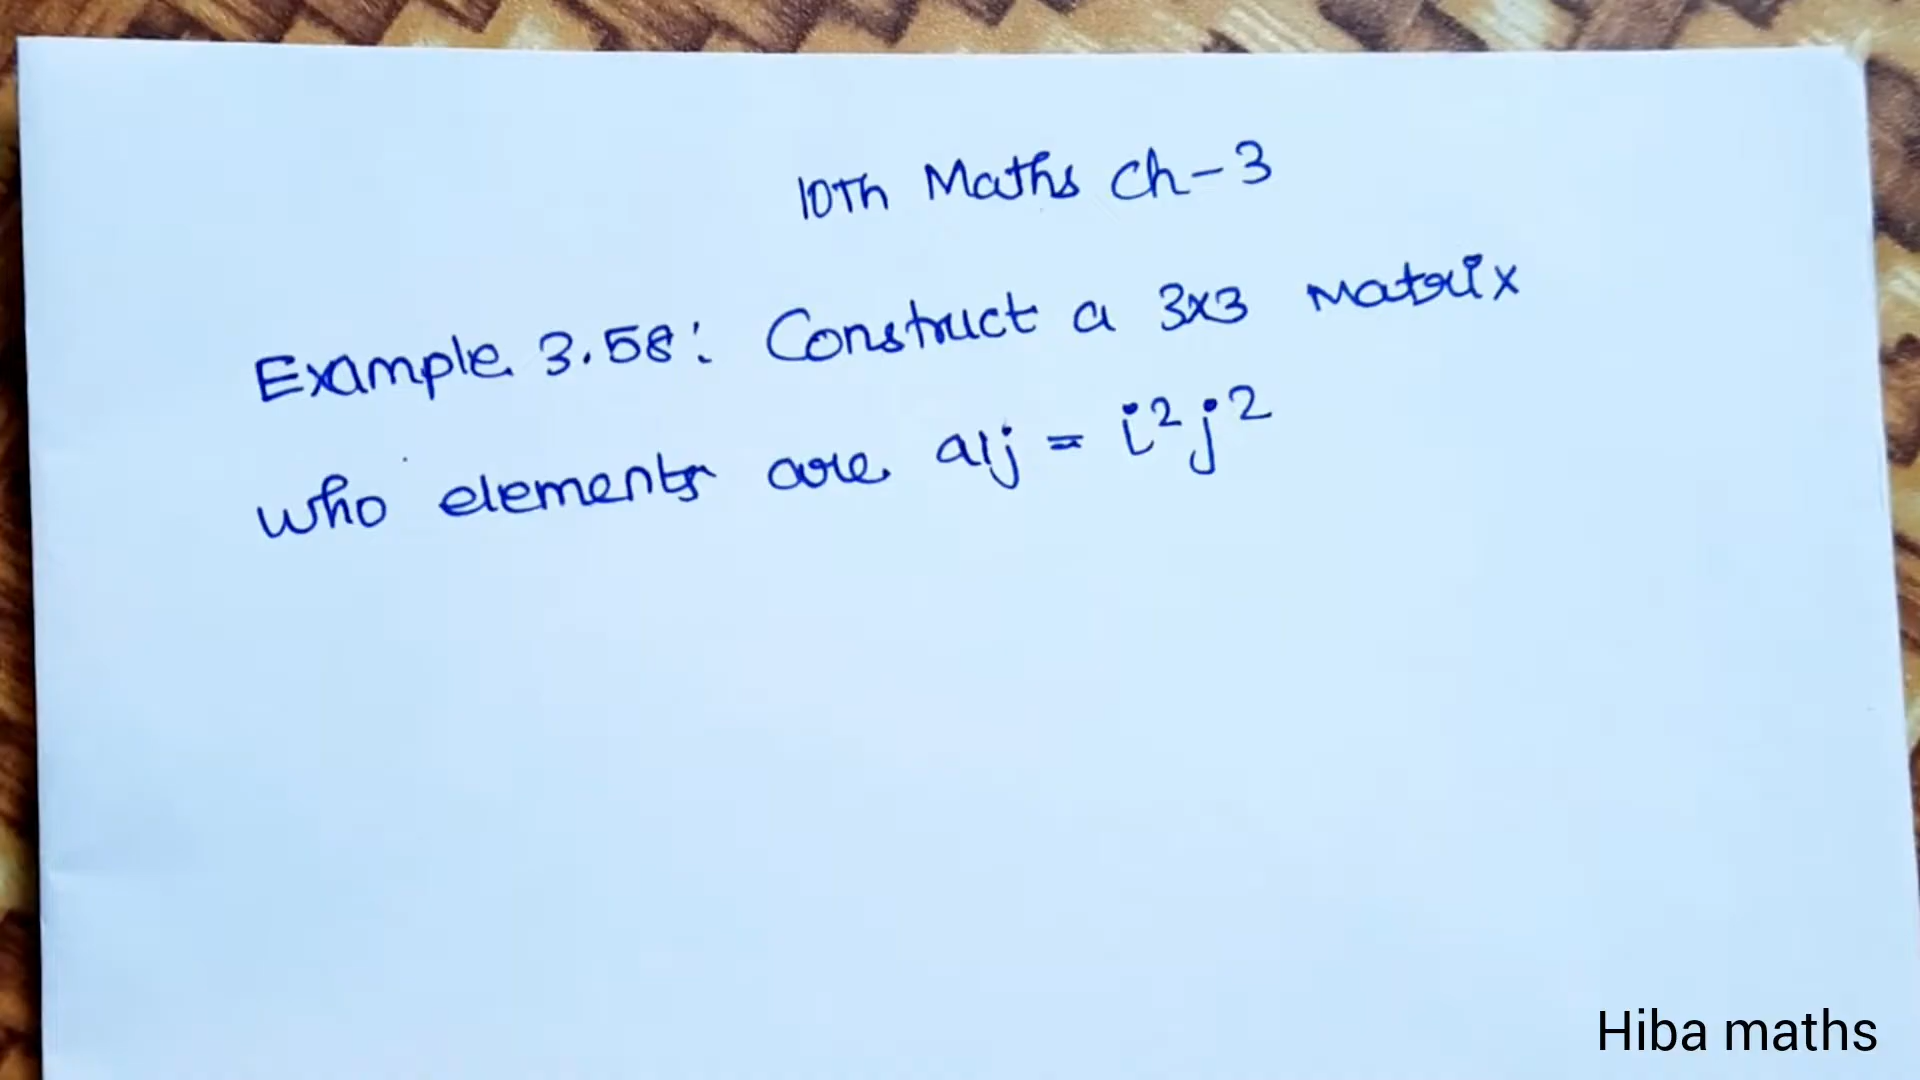 10Th Maths Ch-3
Example 3.58: Construct a 3x3 Matrix
who elements are aij = i²j²
Hiba maths